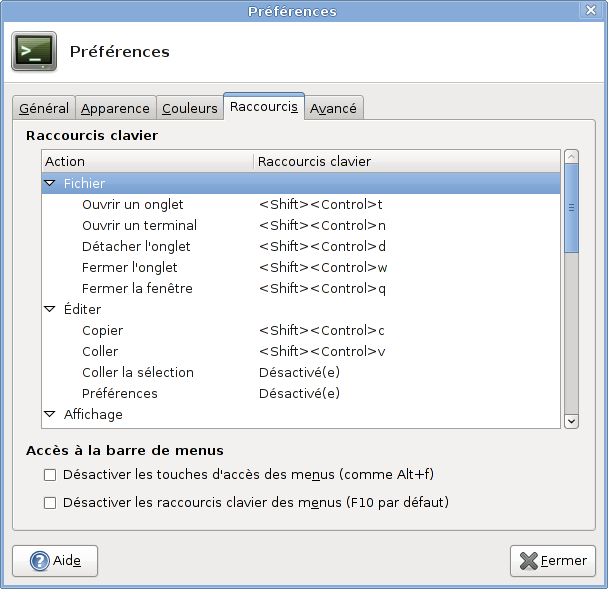 Préférences
>_
Préférences
Général Apparence Couleurs Raccourcis Avancé
Raccourcis clavier
Action Raccourcis clavier
Fichier
Ouvrir un onglet <Shift><Control>t
Ouvrir un terminal <Shift><Control>n
Détacher l'onglet <Shift><Control>d
Fermer l'onglet <Shift><Control>w
Fermer la fenêtre <Shift><Control>q
Éditer
Copier <Shift><Control>c
Coller <Shift><Control>v
Coller la sélection Désactivé(e)
Préférences Désactivé(e)
Affichage
Accès à la barre de menus
Désactiver les touches d'accès des menus (comme Alt+f)
Désactiver les raccourcis clavier des menus (F10 par défaut)
? Aide Fermer